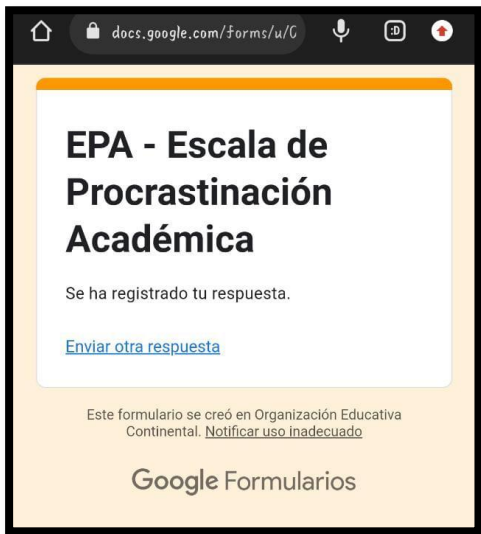 docs.google.com/forms/u/0
:D
EPA - Escala de
Procrastinación
Académica
Se ha registrado tu respuesta.
Enviar otra respuesta
Este formulario se creó en Organización Educativa
Continental. Notificar uso inadecuado
Google Formularios